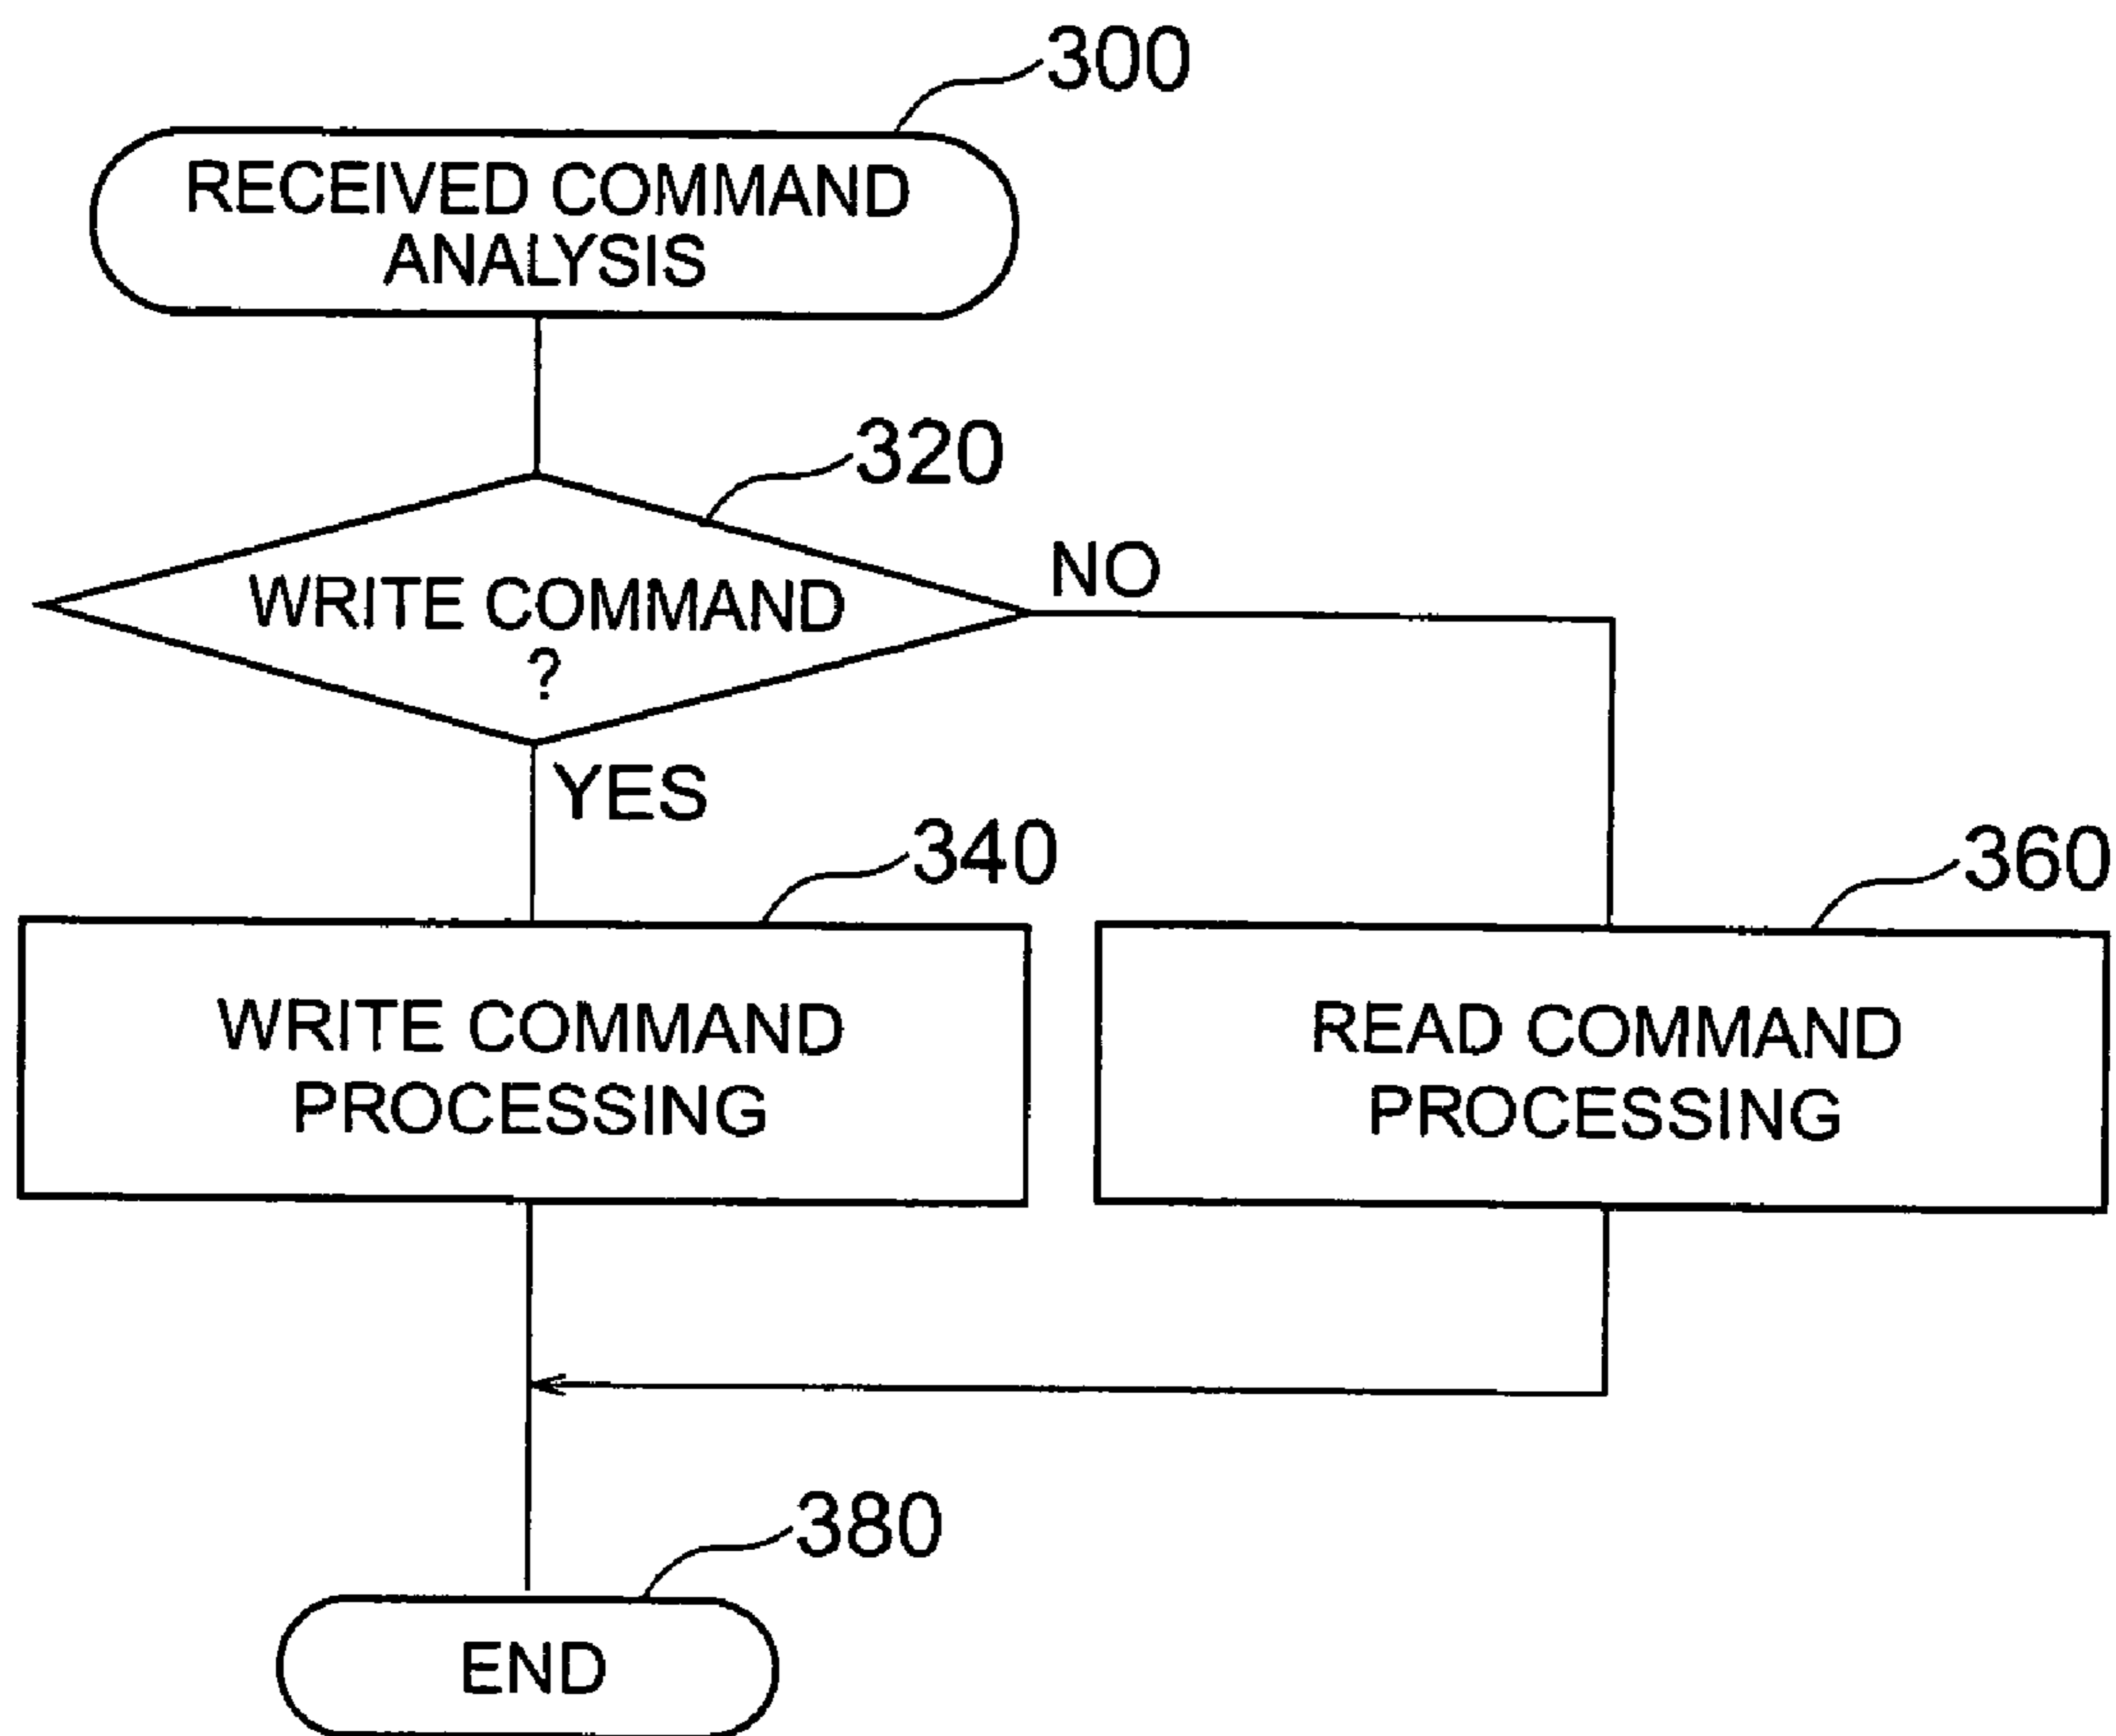 300
RECEIVED COMMAND
ANALYSIS
320
WRITE COMMAND
?
NO
YES
340
WRITE COMMAND
PROCESSING
360
READ COMMAND
PROCESSING
380
END